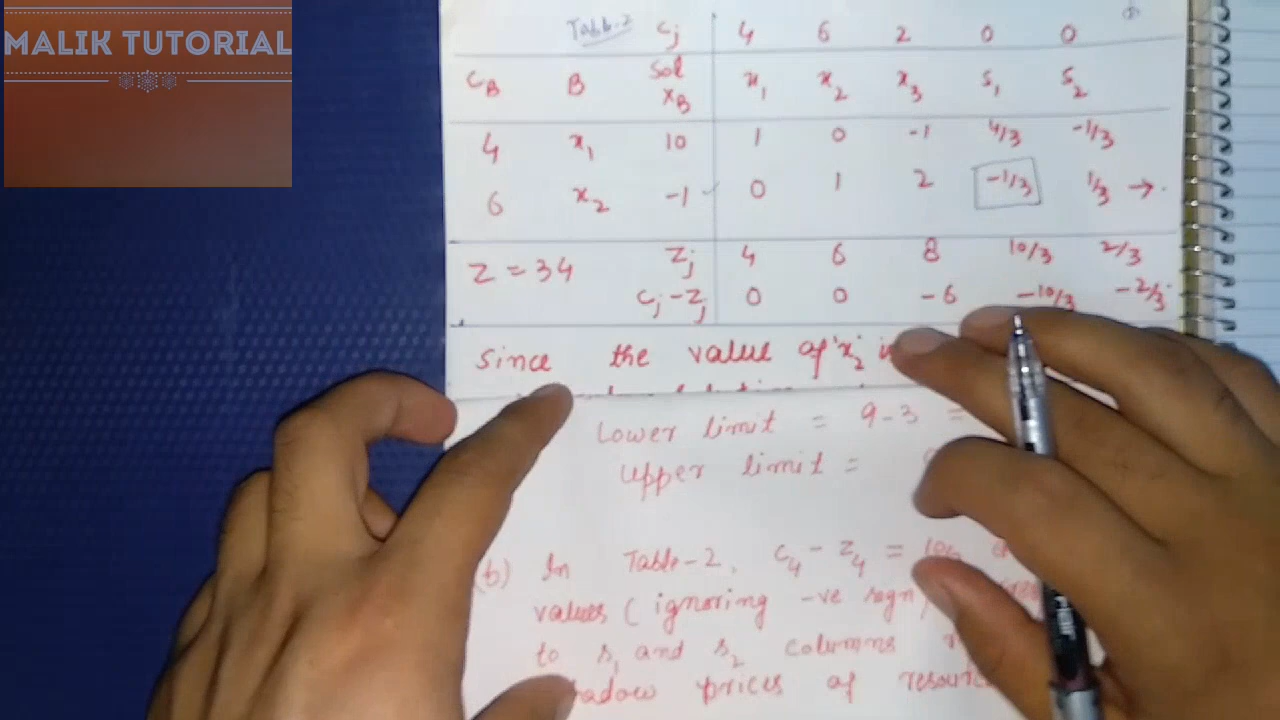 MALIK TUTORIAL
Table-2 Cj 4 6 2 0 0
CB B Sol XB x1 x2 x3 s1 s2
4 x1 10 1 0 -1 4/3 -1/3
6 x2 -1 0 1 2 -1/3 1/3 →
Z = 34 Zj 4 6 8 10/3 2/3
Cj - Zj 0 0 -6 -10/3 -2/3
Since the value of 'x2'
Lower limit = 9-3 =
Upper limit =
(b) In Table-2, C4 - Z4 =
values (ignoring -ve sign)
to s1 and s2 columns
prices of